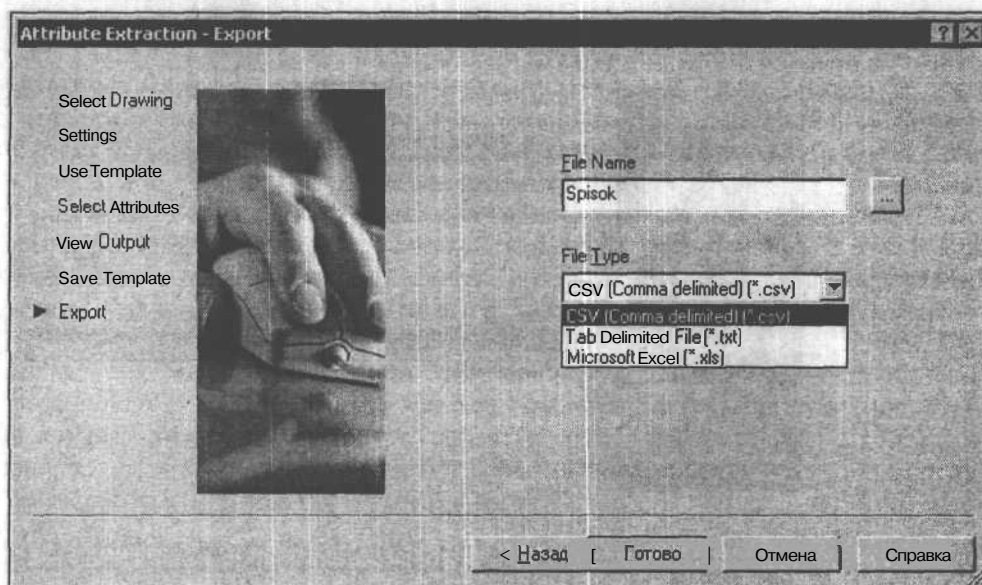 Attribute Extraction - Export
Select Drawing
Settings
Use Template
Select Attributes
View Output
Save Template
Export
File Name
Spisok
...
File Type
CSV (Comma delimited) (*.csv)
CSV (Comma delimited) (*.csv)
Tab Delimited File (*.txt)
Microsoft Excel (*.xls)
< Назад [ Готово | Отмена ] Справка